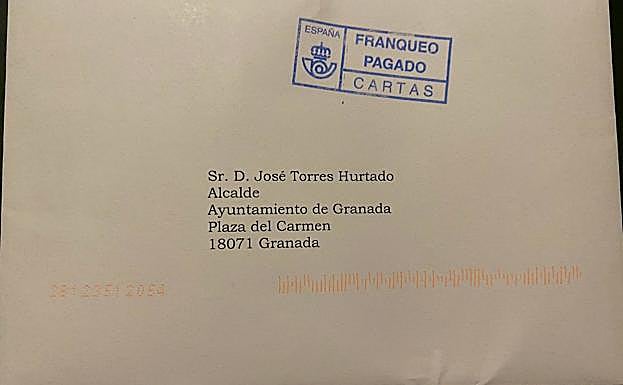 ESPAÑA
FRANQUEO
PAGADO
CARTAS
Sr. D. José Torres Hurtado
Alcalde
Ayuntamiento de Granada
Plaza del Carmen
18071 Granada